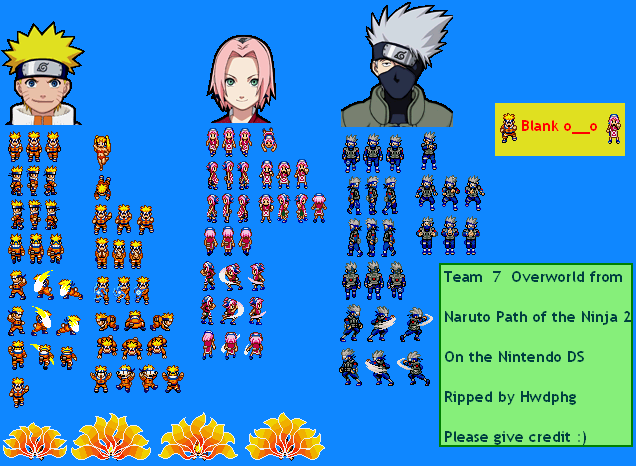 Blank o__o
Team 7 Overworld from
Naruto Path of the Ninja 2
On the Nintendo DS
Ripped by Hwdphg
Please give credit :)